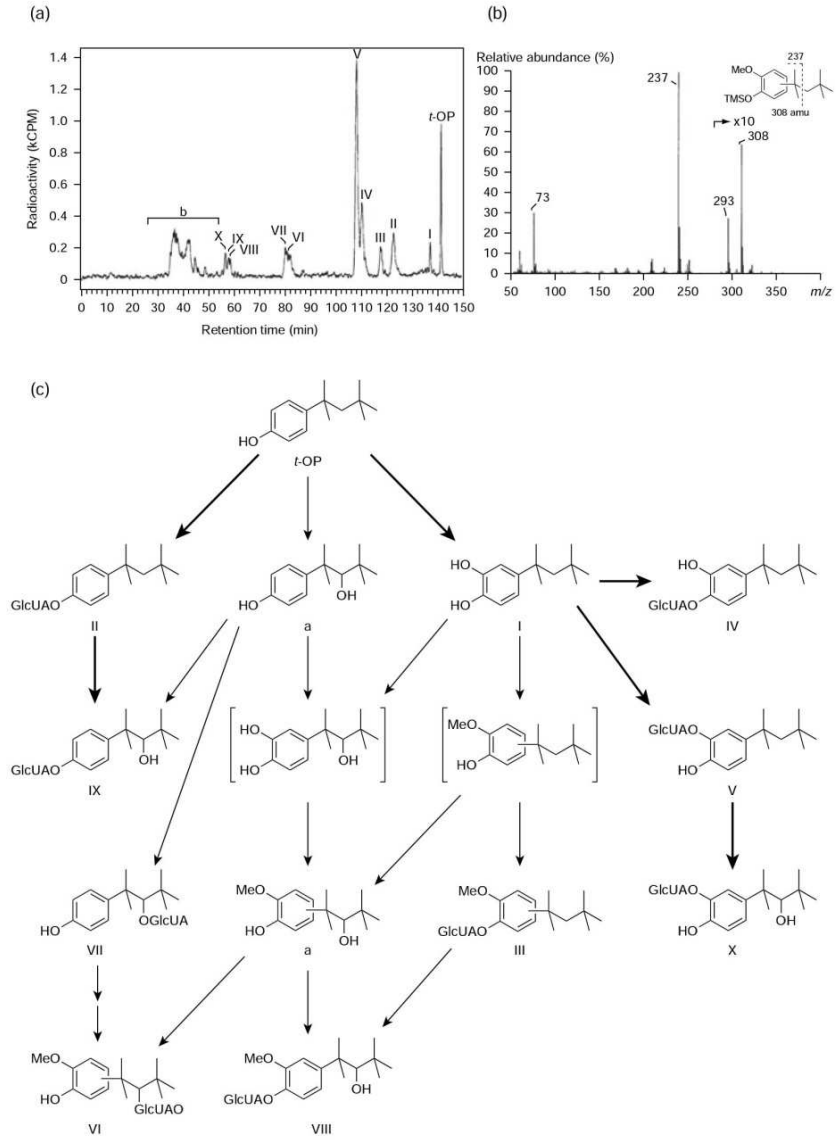 (a)
Radioactivity (kCPM)
1.4
1.2
1.0
0.8
0.6
0.4
0.2
0
b
X
IX
VIII
VII
VI
V
IV
III
II
I
t-OP
0 10 20 30 40 50 60 70 80 90 100 110 120 130 140 150
Retention time (min)
(b)
Relative abundance (%)
100
90
80
70
60
50
40
30
20
10
0
73
237
293
308
x10
MeO
TMSO
237
308 amu
50 100 150 200 250 300 350 m/z
(c)
HO
t-OP
GlcUAO
II
HO
OH
a
HO
HO
I
HO
GlcUAO
IV
GlcUAO
OH
IX
HO
HO
OH
MeO
HO
GlcUAO
HO
V
HO
OGlcUA
VII
MeO
HO
OH
a
MeO
GlcUAO
III
GlcUAO
HO
OH
X
MeO
HO
GlcUAO
VI
MeO
GlcUAO
OH
VIII